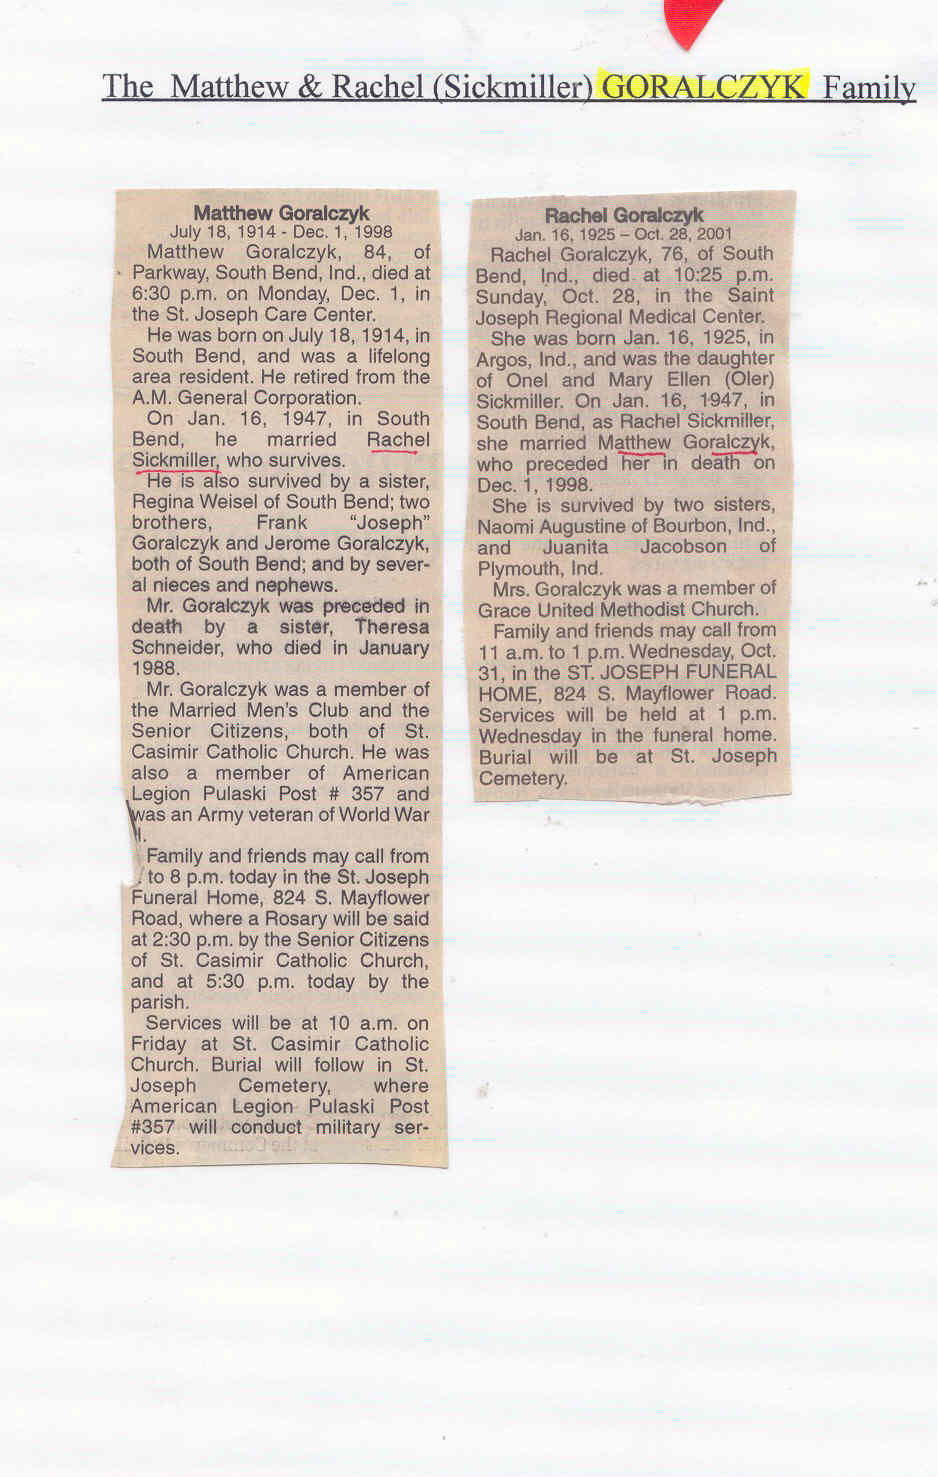 The Matthew & Rachel (Sickmiller) GORALCZYK Family
Matthew Goralczyk
July 18, 1914 - Dec. 1, 1998
Matthew Goralczyk, 84, of
Parkway, South Bend, Ind., died at
6:30 p.m. on Monday, Dec. 1, in
the St. Joseph Care Center.
He was born on July 18, 1914, in
South Bend, and was a lifelong
area resident. He retired from the
A.M. General Corporation.
On Jan. 16, 1947, in South
Bend, he married Rachel
Sickmiller, who survives.
He is also survived by a sister,
Regina Weisel of South Bend; two
brothers, Frank “Joseph”
Goralczyk and Jerome Goralczyk,
both of South Bend; and by sever-
al nieces and nephews.
Mr. Goralczyk was preceded in
death by a sister, Theresa
Schneider, who died in January
1988.
Mr. Goralczyk was a member of
the Married Men's Club and the
Senior Citizens, both of St.
Casimir Catholic Church. He was
also a member of American
Legion Pulaski Post # 357 and
was an Army veteran of World War
Family and friends may call from
to 8 p.m. today in the St. Joseph
Funeral Home, 824 S. Mayflower
Road, where a Rosary will be said
at 2:30 p.m. by the Senior Citizens
of St. Casimir Catholic Church,
and at 5:30 p.m. today by the
parish.
Services will be at 10 a.m. on
Friday at St. Casimir Catholic
Church. Burial will follow in St.
Joseph Cemetery, where
American Legion Pulaski Post
#357 will conduct military ser-
vices.
Rachel Goralczyk
Jan. 16, 1925 – Oct. 28, 2001
Rachel Goralczyk, 76, of South
Bend, Ind., died at 10:25 p.m.
Sunday, Oct. 28, in the Saint
Joseph Regional Medical Center.
She was born Jan. 16, 1925, in
Argos, Ind., and was the daughter
of Onel and Mary Ellen (Oler)
Sickmiller. On Jan. 16, 1947, in
South Bend, as Rachel Sickmiller,
she married Matthew Goralczyk,
who preceded her in death on
Dec. 1, 1998.
She is survived by two sisters,
Naomi Augustine of Bourbon, Ind.,
and Juanita Jacobson of
Plymouth, Ind.
Mrs. Goralczyk was a member of
Grace United Methodist Church.
Family and friends may call from
11 a.m. to 1 p.m. Wednesday, Oct.
31, in the ST. JOSEPH FUNERAL
HOME, 824 S. Mayflower Road.
Services will be held at 1 p.m.
Wednesday in the funeral home.
Burial will be at St. Joseph
Cemetery.